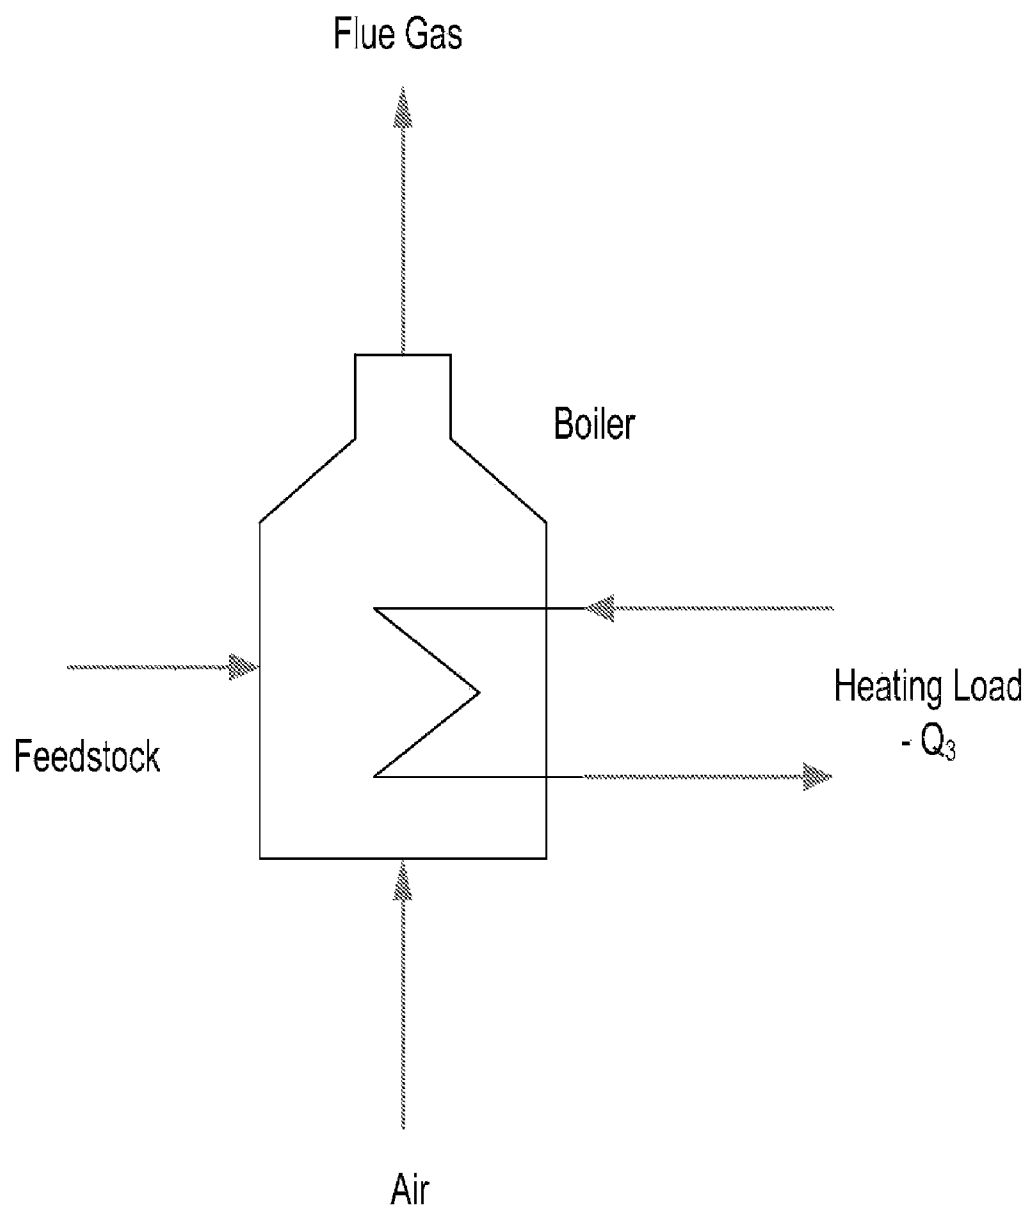 Flue Gas
Boiler
Heating Load
- Q₃
Feedstock
Air